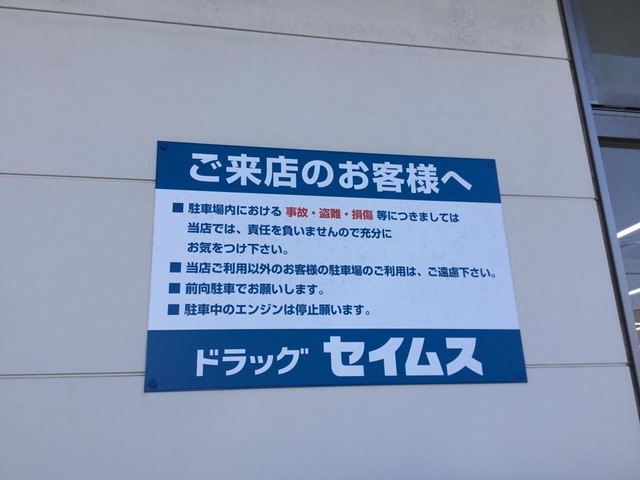 ご来店のお客様へ
■ 駐車場内における 事故・盗難・損傷 等につきましては
当店では、責任を負いませんので充分に
お気をつけ下さい。
■ 当店ご利用以外のお客様の駐車場のご利用は、ご遠慮下さい。
■ 前向駐車でお願いします。
■ 駐車中のエンジンは停止願います。
ドラッグ セイムス